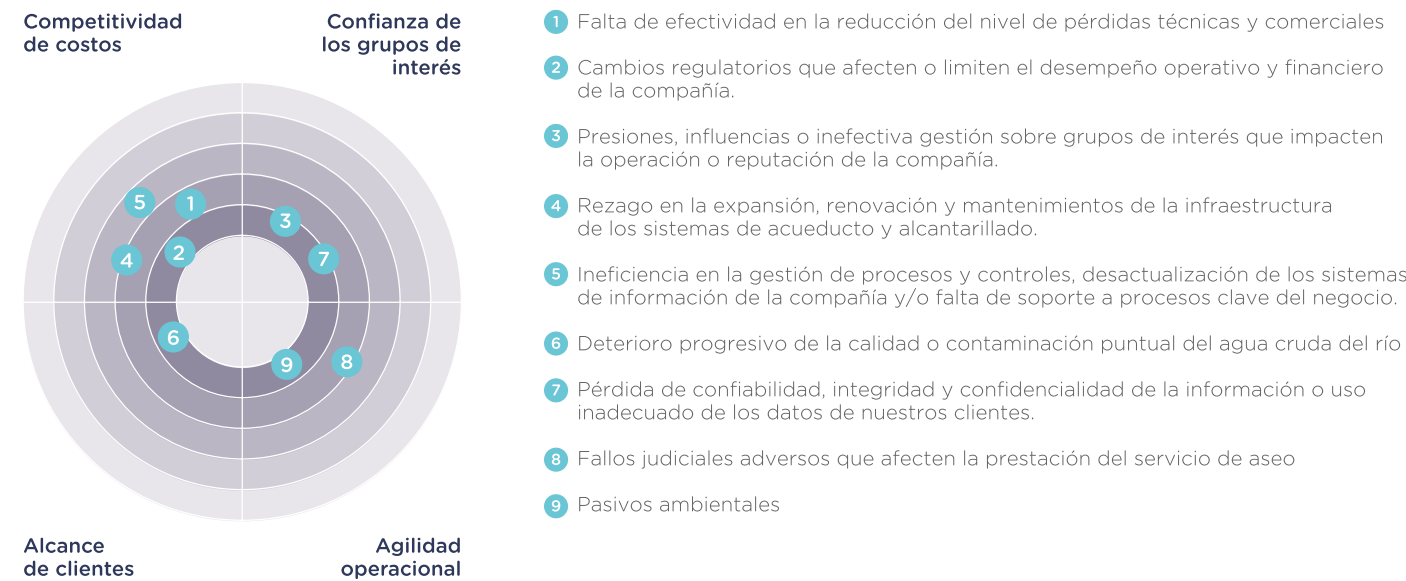 Competitividad
de costos
Confianza de
los grupos de
interés
5
1
3
2
4
7
6
9
8
Alcance
de clientes
Agilidad
operacional
1 Falta de efectividad en la reducción del nivel de pérdidas técnicas y comerciales
2 Cambios regulatorios que afecten o limiten el desempeño operativo y financiero
de la compañía.
3 Presiones, influencias o inefectiva gestión sobre grupos de interés que impacten
la operación o reputación de la compañía.
4 Rezago en la expansión, renovación y mantenimientos de la infraestructura
de los sistemas de acueducto y alcantarillado.
5 Ineficiencia en la gestión de procesos y controles, desactualización de los sistemas
de información de la compañía y/o falta de soporte a procesos clave del negocio.
6 Deterioro progresivo de la calidad o contaminación puntual del agua cruda del río
7 Pérdida de confiabilidad, integridad y confidencialidad de la información o uso
inadecuado de los datos de nuestros clientes.
8 Fallos judiciales adversos que afecten la prestación del servicio de aseo
9 Pasivos ambientales